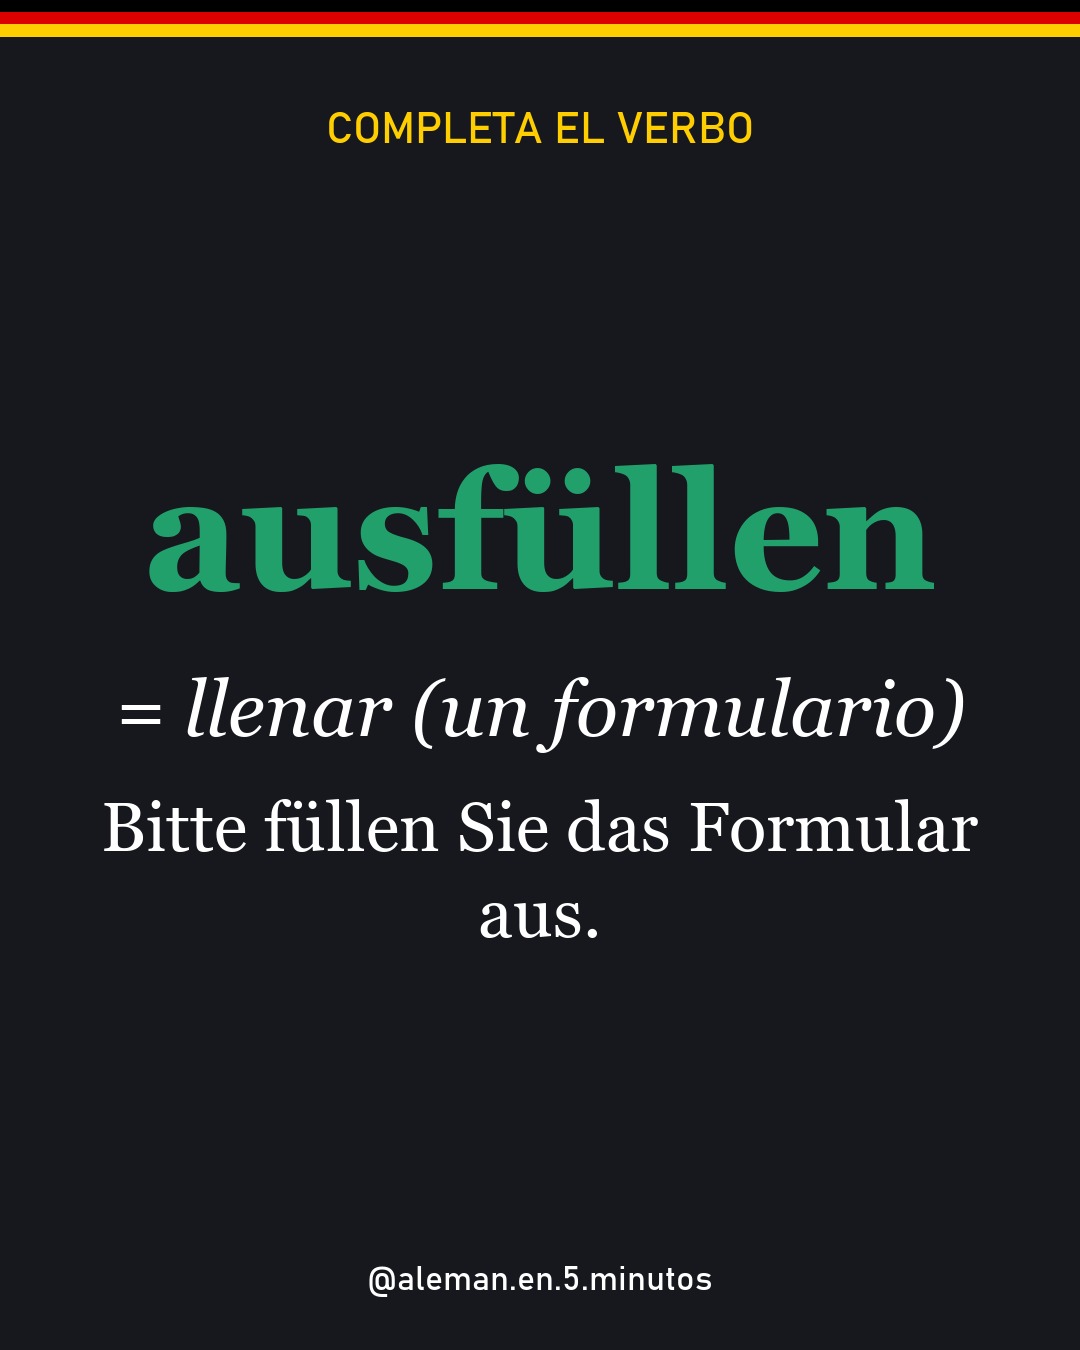 COMPLETA EL VERBO
ausfüllen
= llenar (un formulario)
Bitte füllen Sie das Formular
aus.
@aleman.en.5.minutos